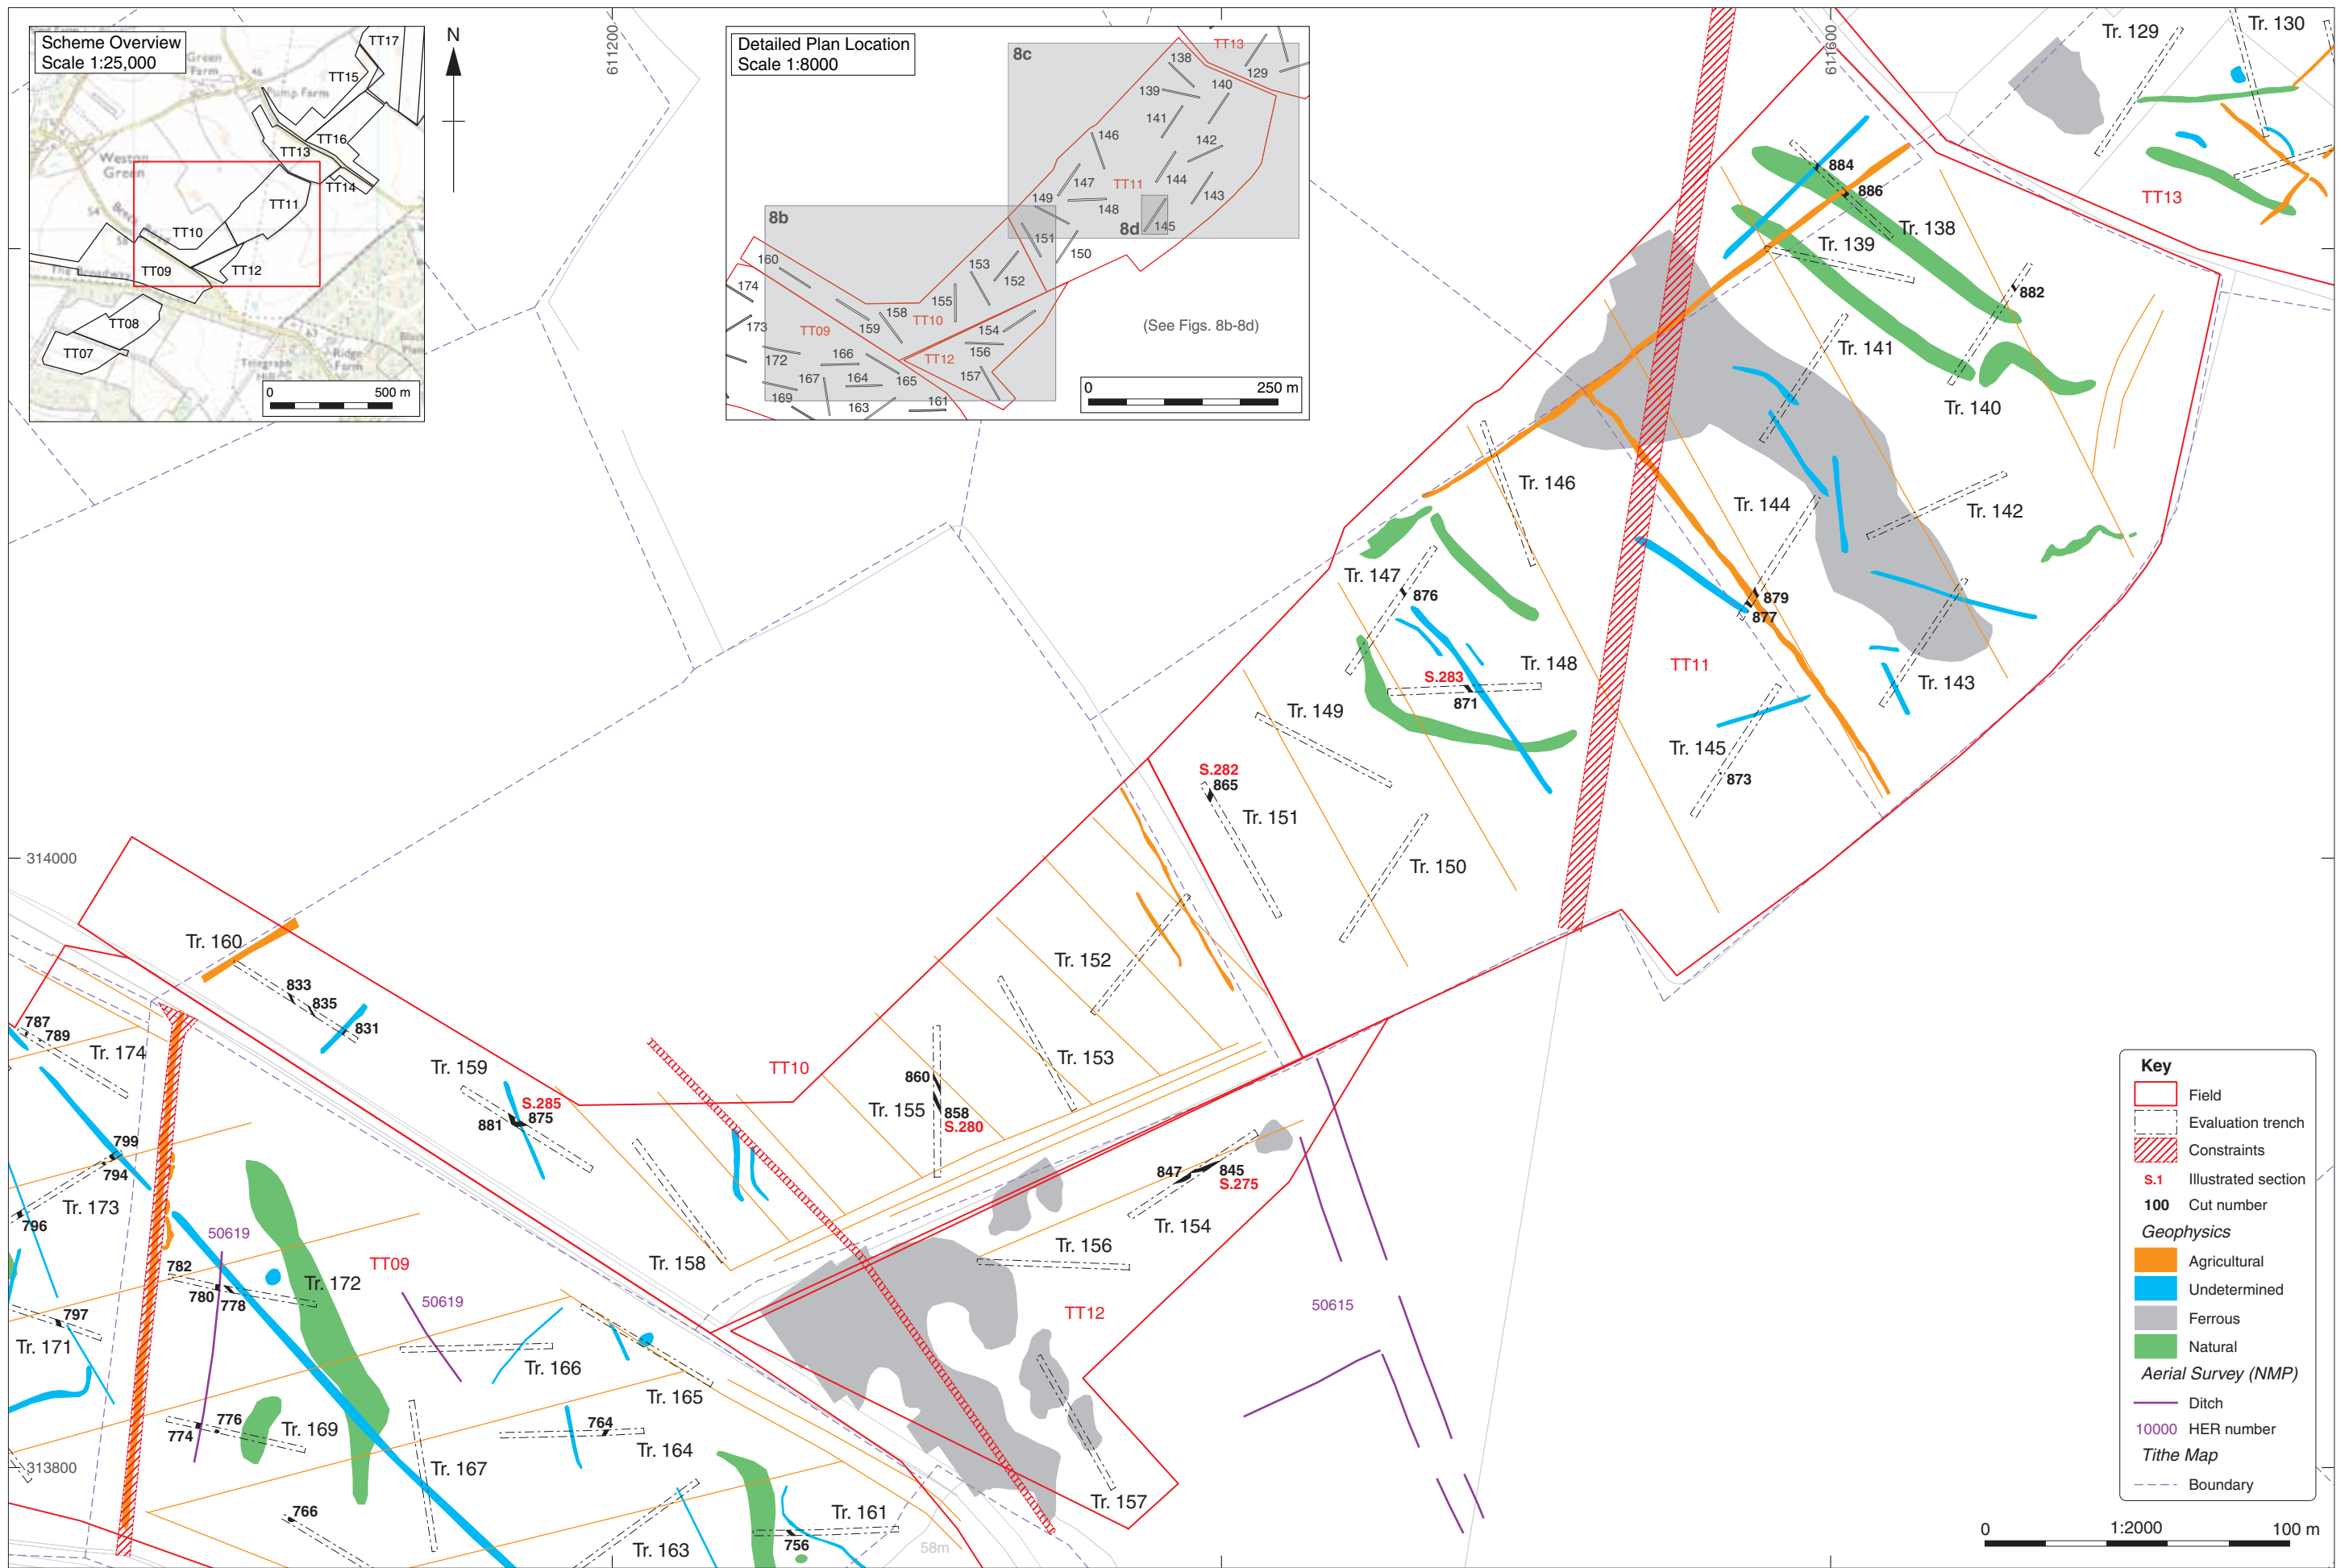 Scheme Overview
Scale 1:25,000
TT17
TT15
Green
Farm
46
Pump Farm
TT16
TT13
Weston
Green
TT14
TT11
54
TT10
58
The Broadway
TT09
TT12
TT08
63
TT07
Telegraph
Hill
Ridge
Farm
0
500 m
N
611200
Detailed Plan Location
Scale 1:8000
8c
TT13
138
129
139
140
141
146
142
147
TT11
144
149
143
148
8b
8d
145
151
150
160
153
152
174
155
158
TT10
173
TT09
159
154
172
166
TT12
156
167
164
165
157
169
163
161
(See Figs. 8b-8d)
0
250 m
611600
Tr. 129
Tr. 130
884
886
TT13
Tr. 138
Tr. 139
882
Tr. 141
Tr. 140
Tr. 146
Tr. 144
Tr. 142
Tr. 147
876
879
877
Tr. 148
TT11
S.283
871
Tr. 143
Tr. 149
Tr. 145
S.282
865
873
Tr. 151
314000
Tr. 150
Tr. 160
Tr. 152
833
835
831
787
789
Tr. 174
Tr. 159
TT10
Tr. 153
860
S.285
875
881
Tr. 155
858
S.280
799
794
847
845
S.275
Tr. 173
796
50619
Tr. 154
Tr. 156
Tr. 158
TT09
782
780
778
Tr. 172
50619
50615
TT12
797
Tr. 171
Tr. 166
Tr. 165
776
774
Tr. 169
764
Tr. 164
313800
Tr. 167
Tr. 157
766
Tr. 161
756
Tr. 163
58m
Key
Field
Evaluation trench
Constraints
S.1 Illustrated section
100 Cut number
Geophysics
Agricultural
Undetermined
Ferrous
Natural
Aerial Survey (NMP)
Ditch
10000 HER number
Tithe Map
Boundary
0
1:2000
100 m